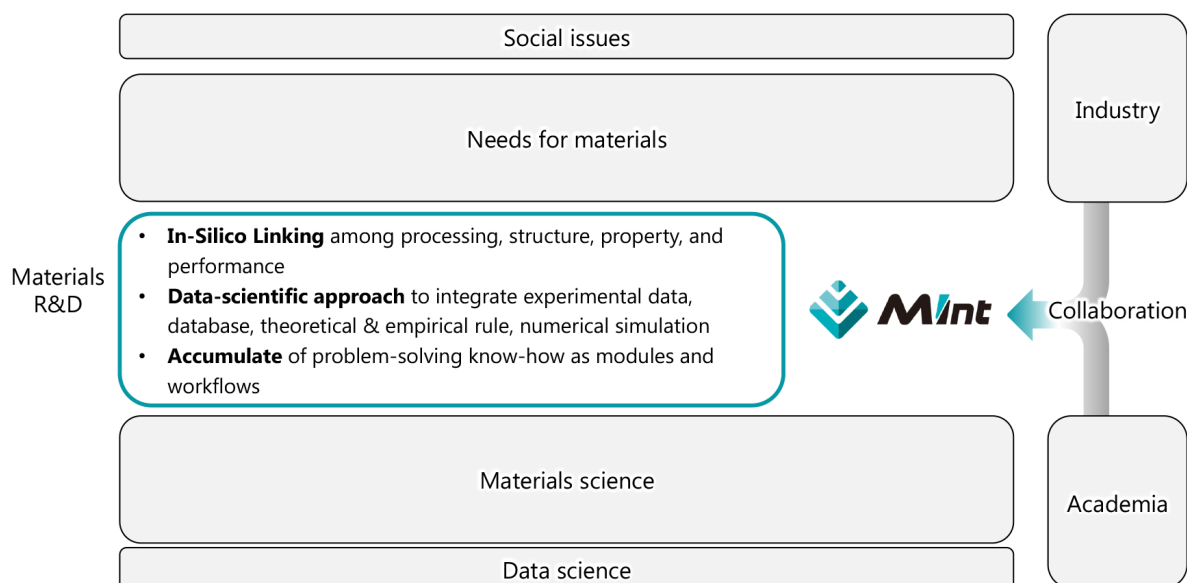 Social issues
Needs for materials
Industry
Materials
R&D
• In-Silico Linking among processing, structure, property, and
performance
• Data-scientific approach to integrate experimental data,
database, theoretical & empirical rule, numerical simulation
• Accumulate of problem-solving know-how as modules and
workflows
Mint
Collaboration
Materials science
Academia
Data science